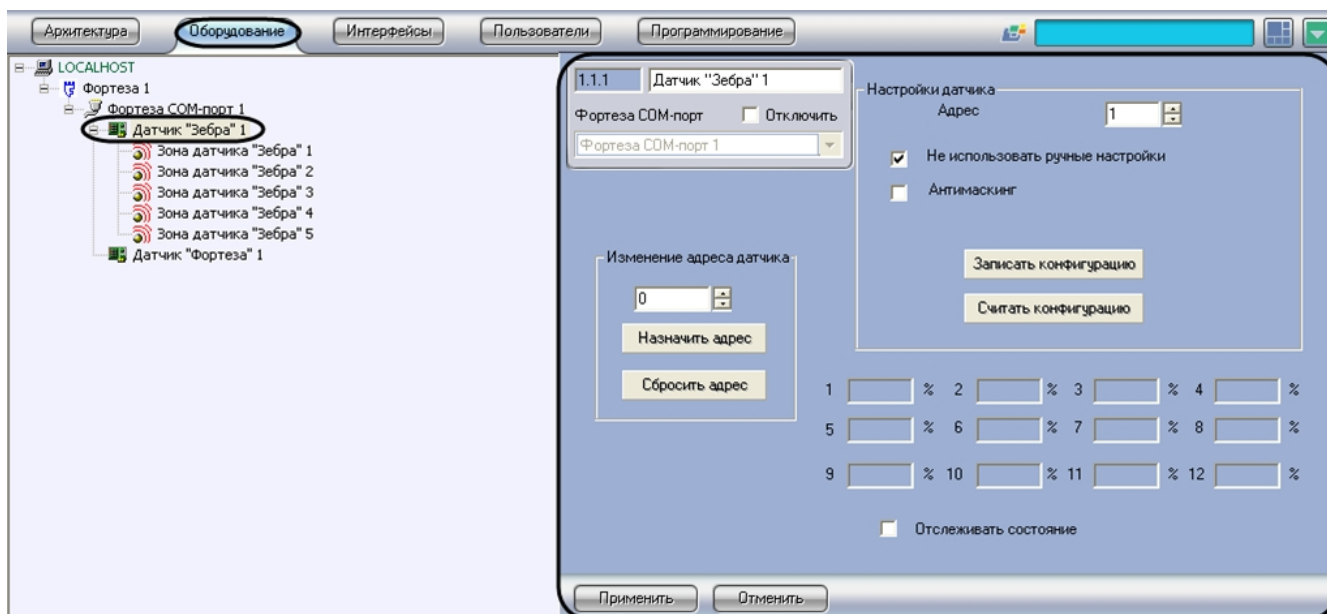 Архитектура Оборудование Интерфейсы Пользователи Программирование
LOCALHOST
Фортеза 1
Фортеза COM-порт 1
Датчик "Зебра" 1
Зона датчика "Зебра" 1
Зона датчика "Зебра" 2
Зона датчика "Зебра" 3
Зона датчика "Зебра" 4
Зона датчика "Зебра" 5
Датчик "Фортеза" 1
1.1.1 Датчик "Зебра" 1
Фортеза COM-порт Отключить
Фортеза COM-порт 1
Настройки датчика
Адрес 1
Не использовать ручные настройки
Антимаскинг
Записать конфигурацию
Считать конфигурацию
Изменение адреса датчика
0
Назначить адрес
Сбросить адрес
1 % 2 % 3 % 4 %
5 % 6 % 7 % 8 %
9 % 10 % 11 % 12 %
Отслеживать состояние
Применить Отменить